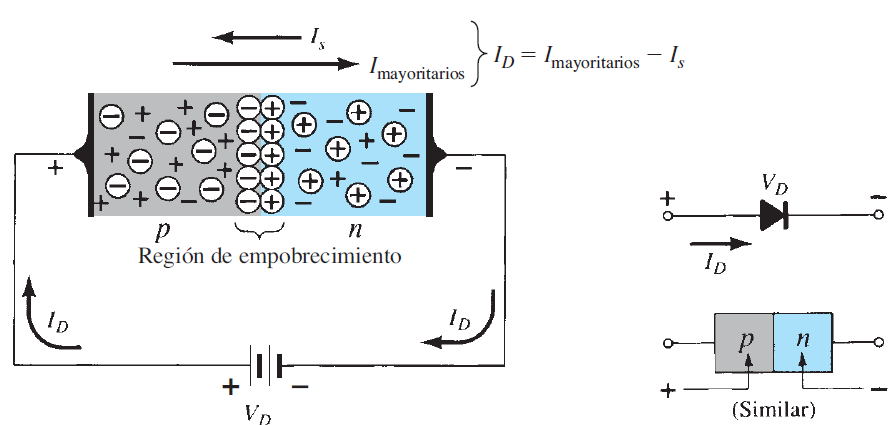 I_s
I_mayoritarios
I_D = I_mayoritarios − I_s
+
−
p
n
Región de empobrecimiento
I_D
I_D
+
−
V_D
V_D
+
−
I_D
p
n
+
−
(Similar)